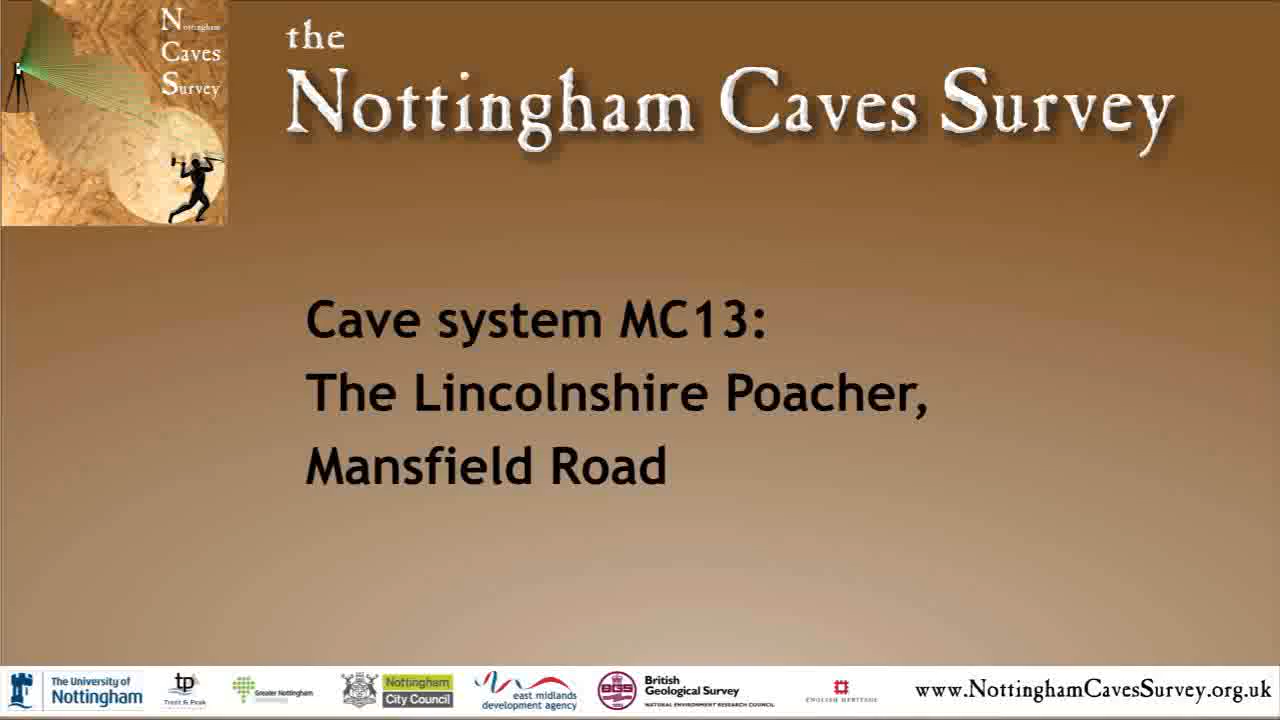 Nottingham
Caves
Survey
the
Nottingham Caves Survey
Cave system MC13:
The Lincolnshire Poacher,
Mansfield Road
The University of
Nottingham
tp
Trent & Peak
Greater Nottingham
Nottingham
City Council
east midlands
development agency
BGS
British
Geological Survey
NATURAL ENVIRONMENT RESEARCH COUNCIL
ENGLISH HERITAGE
www.NottinghamCavesSurvey.org.uk